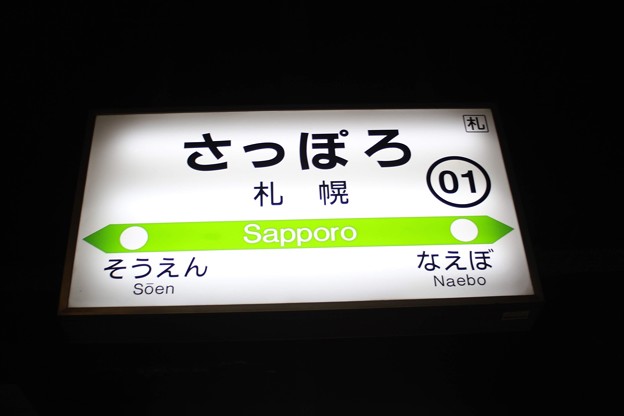 札
さっぽろ
札幌
01
Sapporo
そうえん
Sōen
なえぼ
Naebo